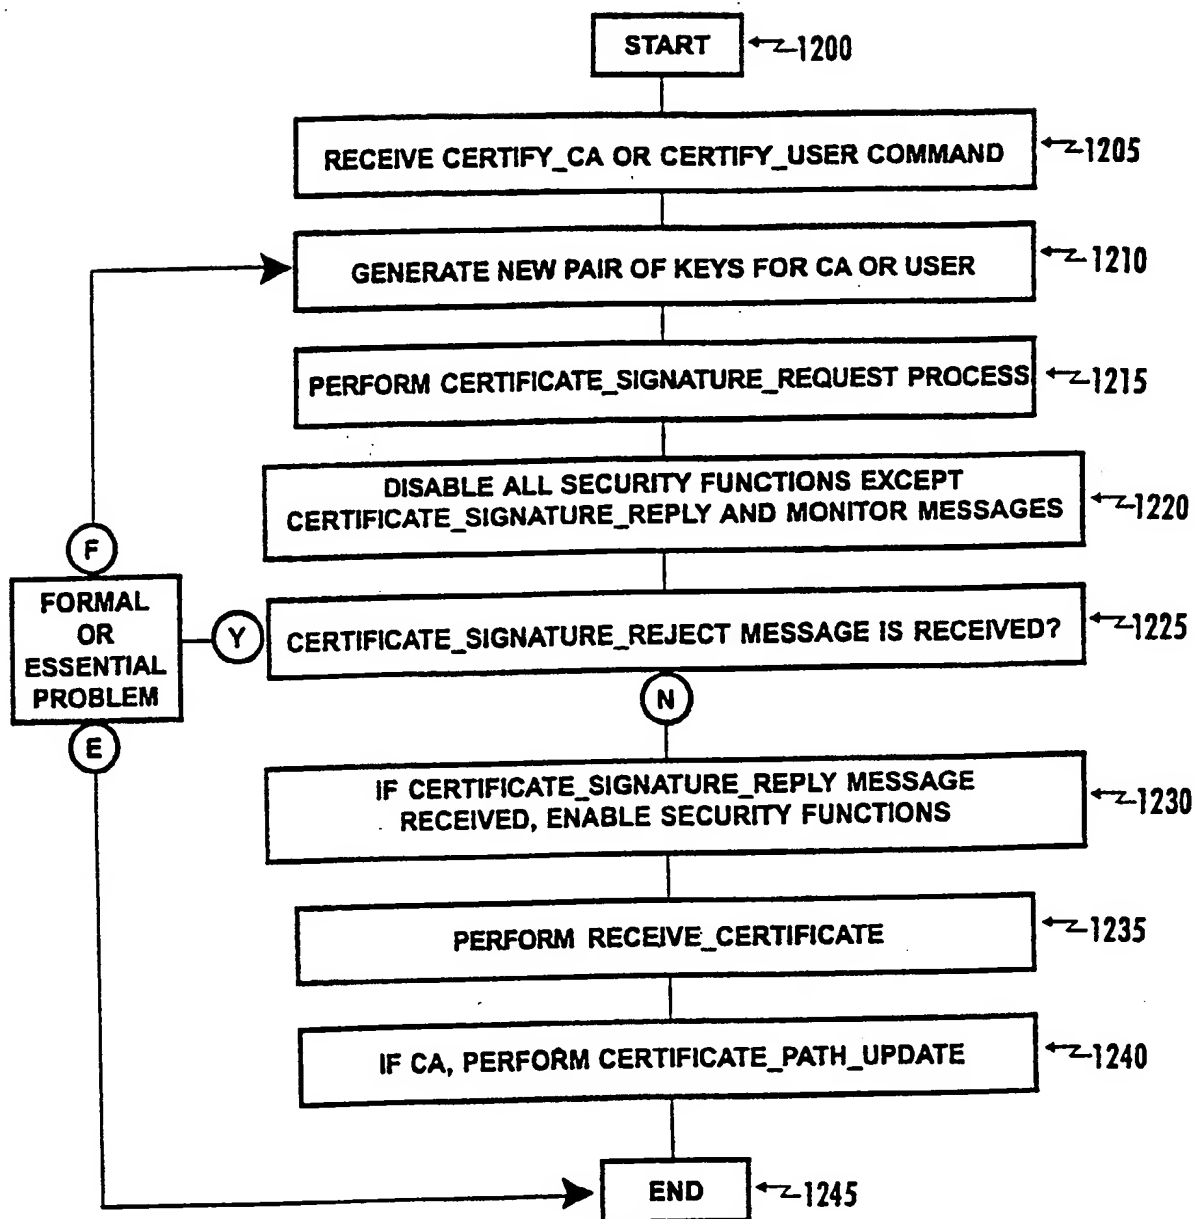 START
1200
RECEIVE CERTIFY_CA OR CERTIFY_USER COMMAND
1205
GENERATE NEW PAIR OF KEYS FOR CA OR USER
1210
PERFORM CERTIFICATE_SIGNATURE_REQUEST PROCESS
1215
DISABLE ALL SECURITY FUNCTIONS EXCEPT
CERTIFICATE_SIGNATURE_REPLY AND MONITOR MESSAGES
1220
F
FORMAL
OR
ESSENTIAL
PROBLEM
Y
CERTIFICATE_SIGNATURE_REJECT MESSAGE IS RECEIVED?
1225
N
E
IF CERTIFICATE_SIGNATURE_REPLY MESSAGE
RECEIVED, ENABLE SECURITY FUNCTIONS
1230
PERFORM RECEIVE_CERTIFICATE
1235
IF CA, PERFORM CERTIFICATE_PATH_UPDATE
1240
END
1245